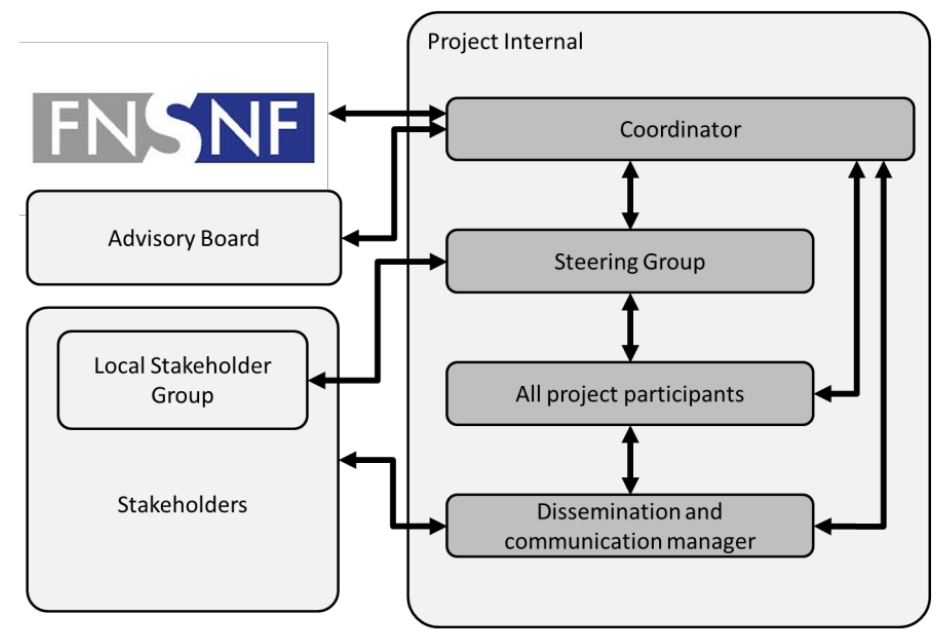 Project Internal
FNSNF
Coordinator
Advisory Board
Steering Group
Local Stakeholder
Group
All project participants
Stakeholders
Dissemination and
communication manager